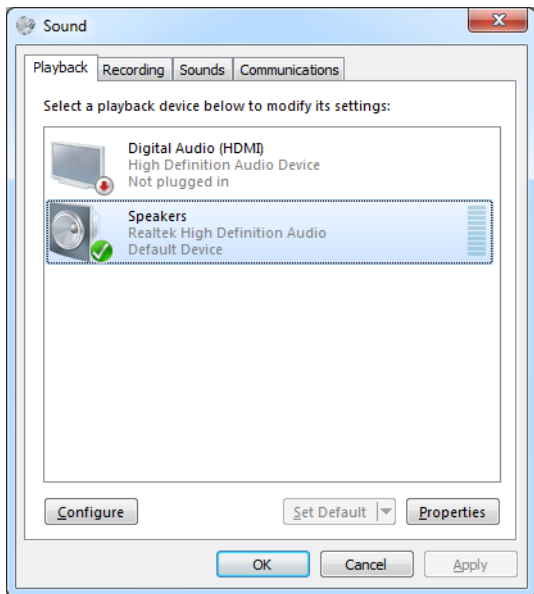 Sound
Playback Recording Sounds Communications
Select a playback device below to modify its settings:
Digital Audio (HDMI)
High Definition Audio Device
Not plugged in
Speakers
Realtek High Definition Audio
Default Device
Configure Set Default Properties
OK Cancel Apply